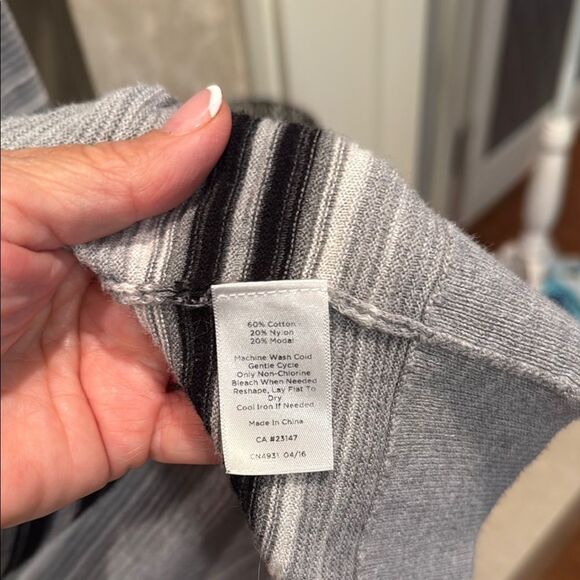 60% Cotton
20% Nylon
20% Modal
Machine Wash Cold
Gentle Cycle
Only Non-Chlorine
Bleach When Needed
Reshape, Lay Flat To
Dry
Cool Iron If Needed
Made in China
CA #23147
CN4931 04/16